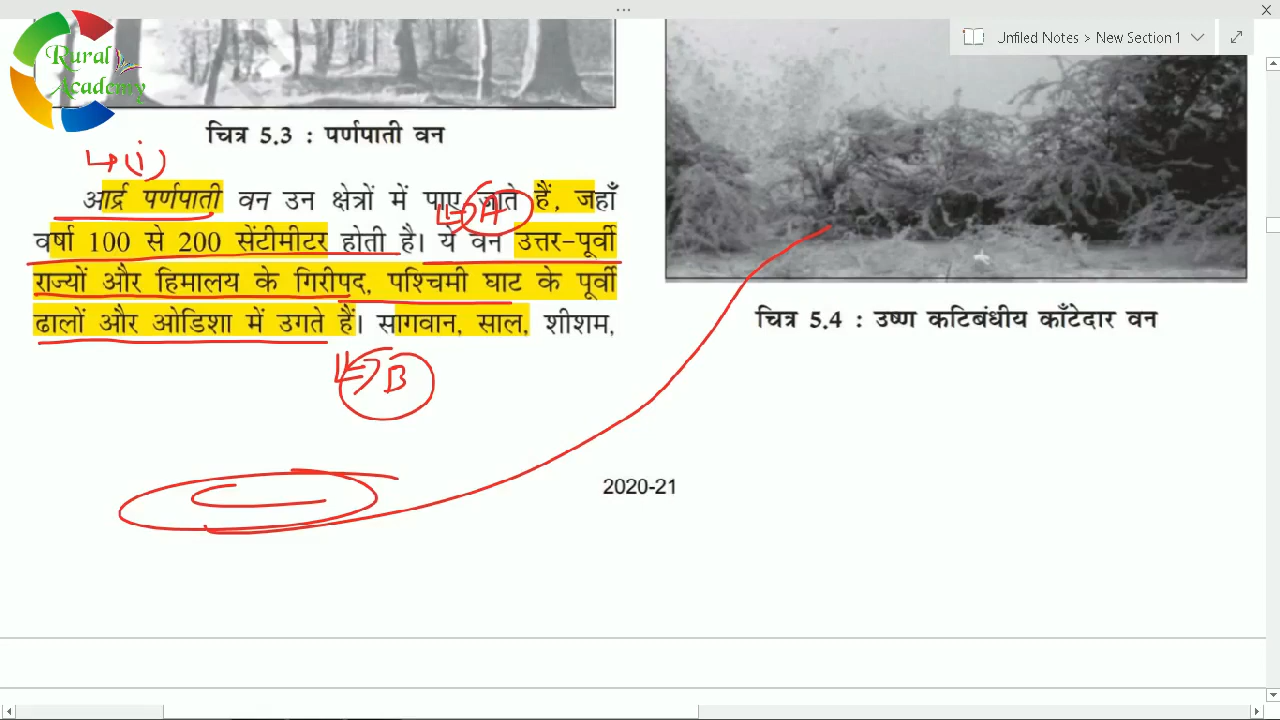 Jnfiled Notes > New Section 1
Rural
Academy
चित्र 5.3 : पर्णपाती वन
(i)
आर्द्र पर्णपाती वन उन क्षेत्रों में पाए जाते हैं, जहाँ
A
वर्षा 100 से 200 सेंटीमीटर होती है। ये वन उत्तर-पूर्वी
राज्यों और हिमालय के गिरीपद, पश्चिमी घाट के पूर्वी
ढालों और ओडिशा में उगते हैं। सागवान, साल, शीशम,
B
चित्र 5.4 : उष्ण कटिबंधीय काँटेदार वन
2020-21